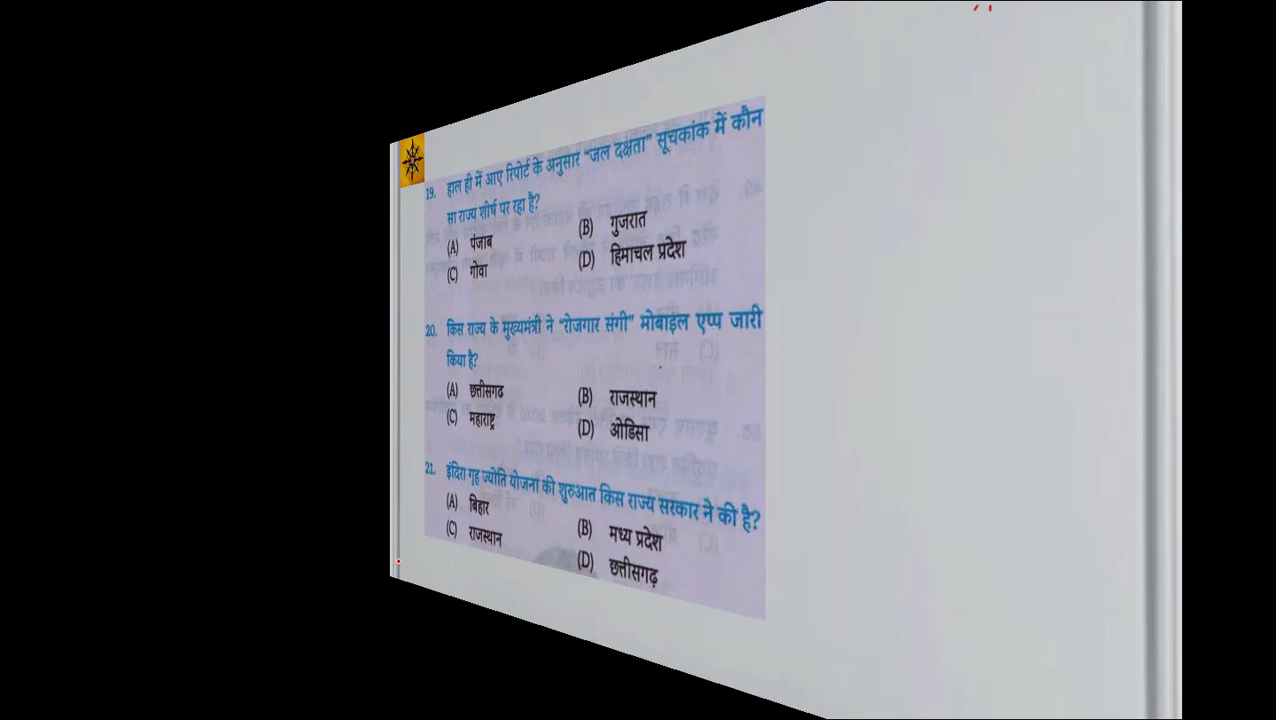 19. हाल ही में आए रिपोर्ट के अनुसार “जल दक्षता” सूचकांक में कौन
सा राज्य शीर्ष पर रहा है?
(A) पंजाब (B) गुजरात
(C) गोवा (D) हिमाचल प्रदेश
20. किस राज्य के मुख्यमंत्री ने “रोजगार संगी” मोबाइल एप्प जारी
किया है?
(A) छत्तीसगढ (B) राजस्थान
(C) महाराष्ट्र (D) ओडिसा
21. इंदिरा गृह ज्योति योजना की शुरुआत किस राज्य सरकार ने की है?
(A) बिहार (B) मध्य प्रदेश
(C) राजस्थान (D) छत्तीसगढ़